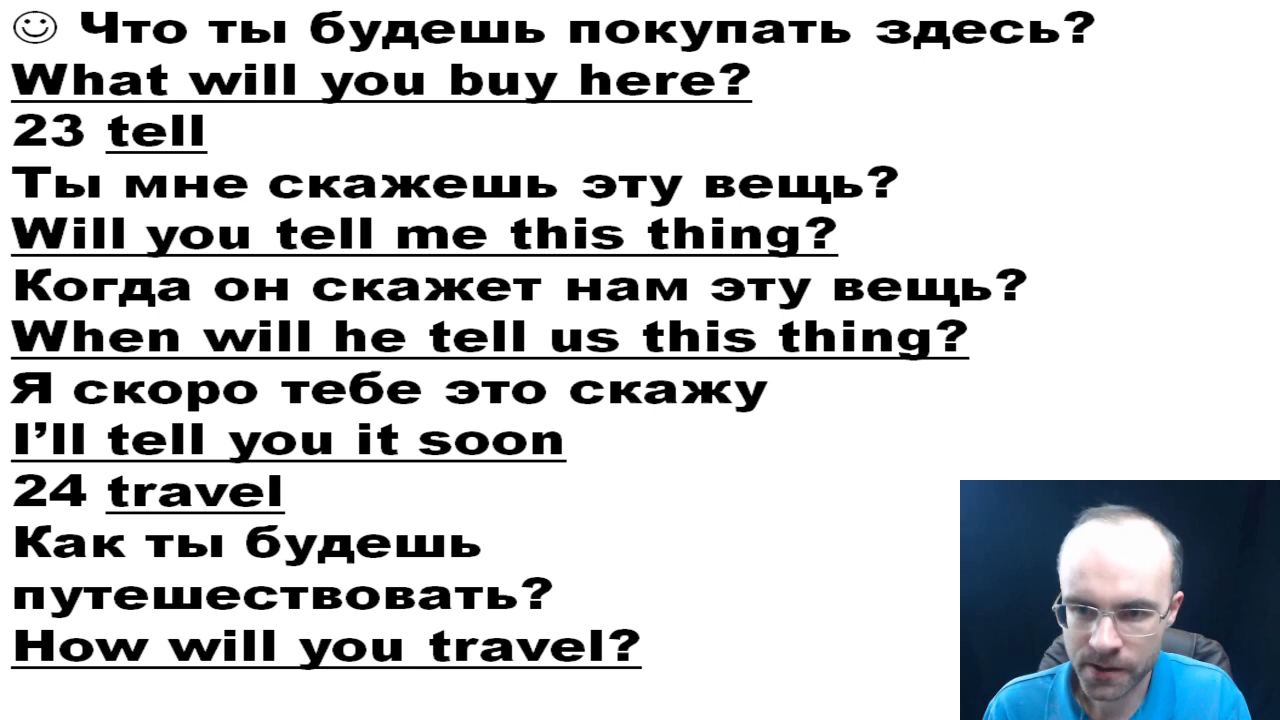 ☺ Что ты будешь покупать здесь?
What will you buy here?
23 tell
Ты мне скажешь эту вещь?
Will you tell me this thing?
Когда он скажет нам эту вещь?
When will he tell us this thing?
Я скоро тебе это скажу
I’ll tell you it soon
24 travel
Как ты будешь
путешествовать?
How will you travel?